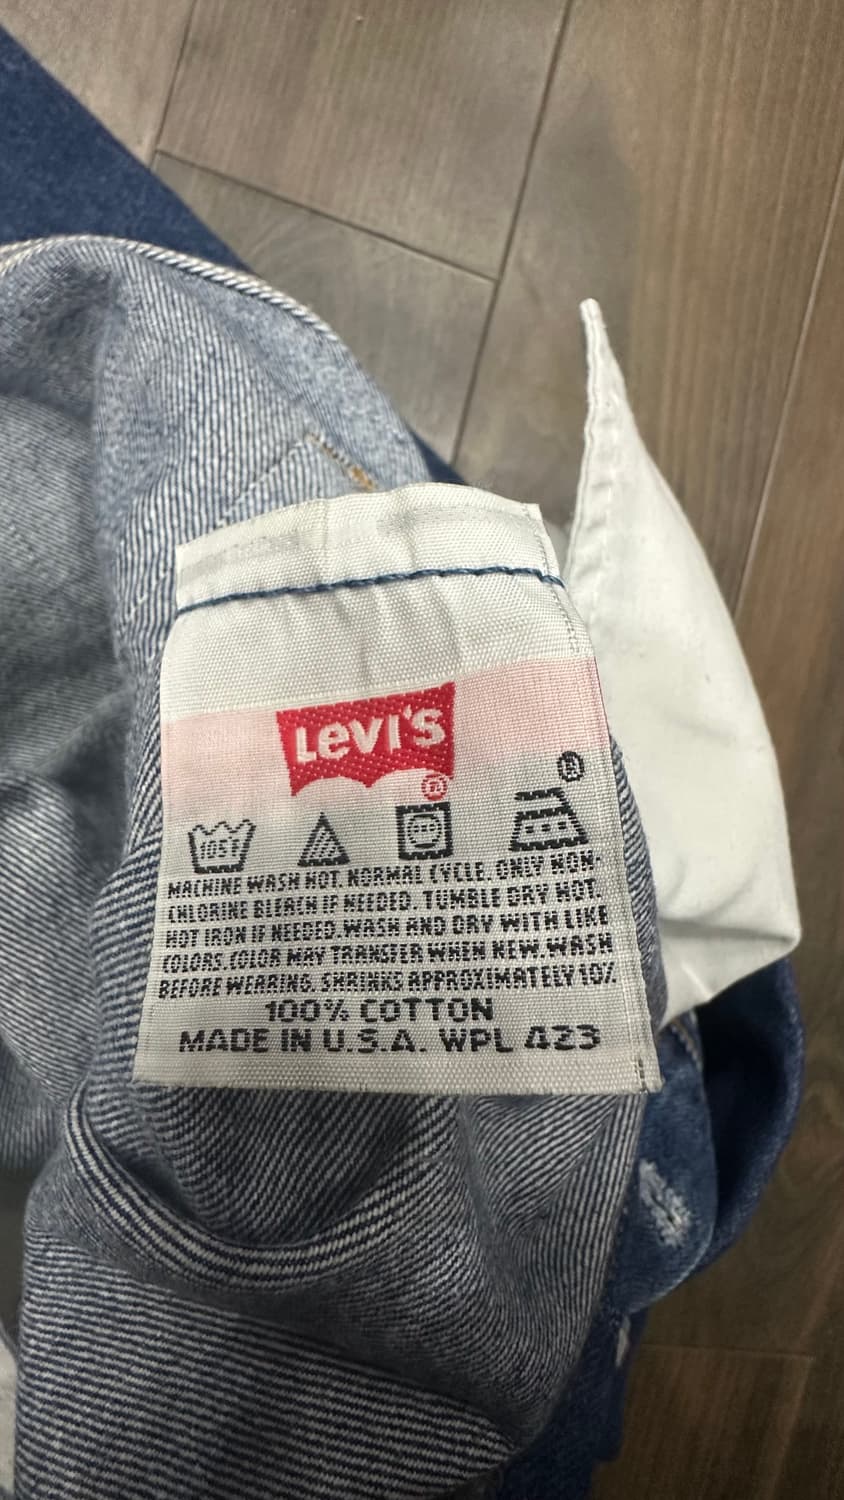 LEVI'S
®
®
105F
MACHINE WASH HOT. NORMAL CYCLE. ONLY NON-
CHLORINE BLEACH IF NEEDED. TUMBLE DRY HOT.
HOT IRON IF NEEDED.WASH AND DRY WITH LIKE
COLORS.COLOR MAY TRANSFER WHEN NEW.WASH
BEFORE WEARING. SHRINKS APPROXIMATELY 10%.
100% COTTON
MADE IN U.S.A. WPL 423